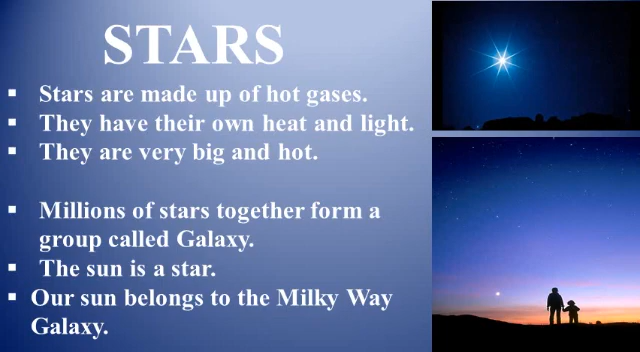 STARS
▪ Stars are made up of hot gases.
▪ They have their own heat and light.
▪ They are very big and hot.
▪ Millions of stars together form a
group called Galaxy.
▪ The sun is a star.
▪ Our sun belongs to the Milky Way
Galaxy.